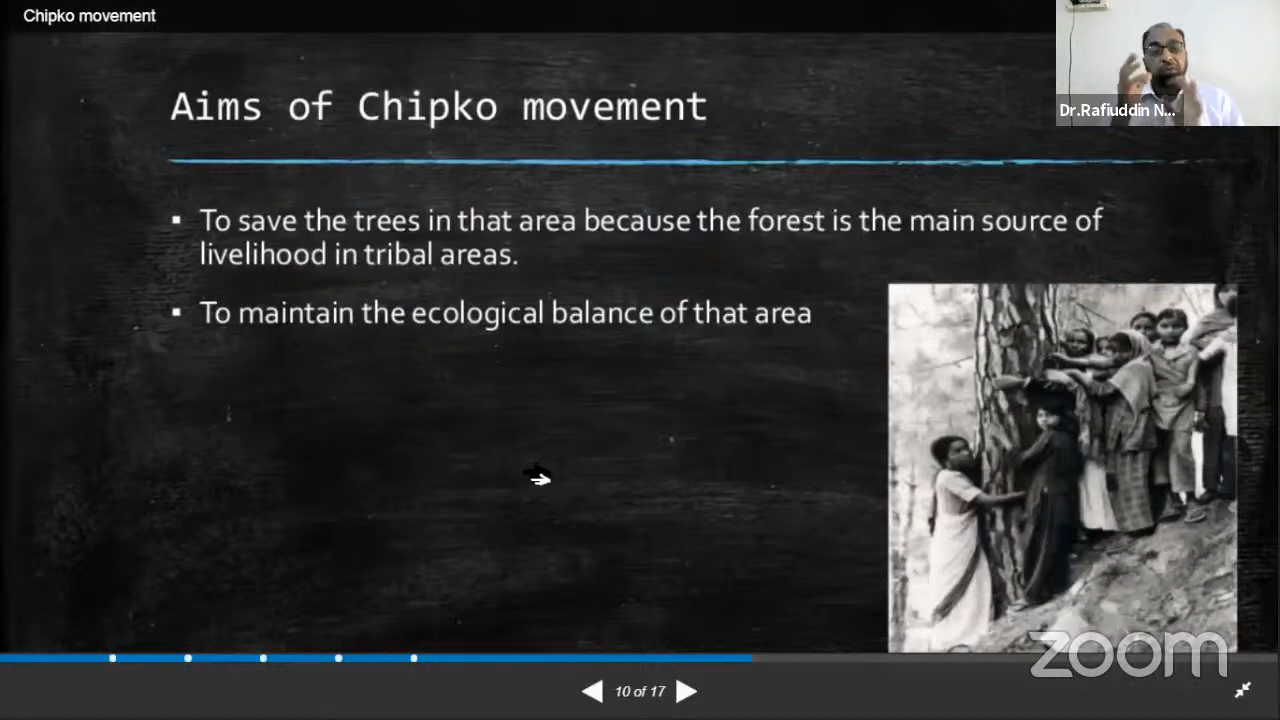 Chipko movement
Dr.Rafiuddin N...
Aims of Chipko movement
▪ To save the trees in that area because the forest is the main source of
livelihood in tribal areas.
▪ To maintain the ecological balance of that area
zoom
10 of 17